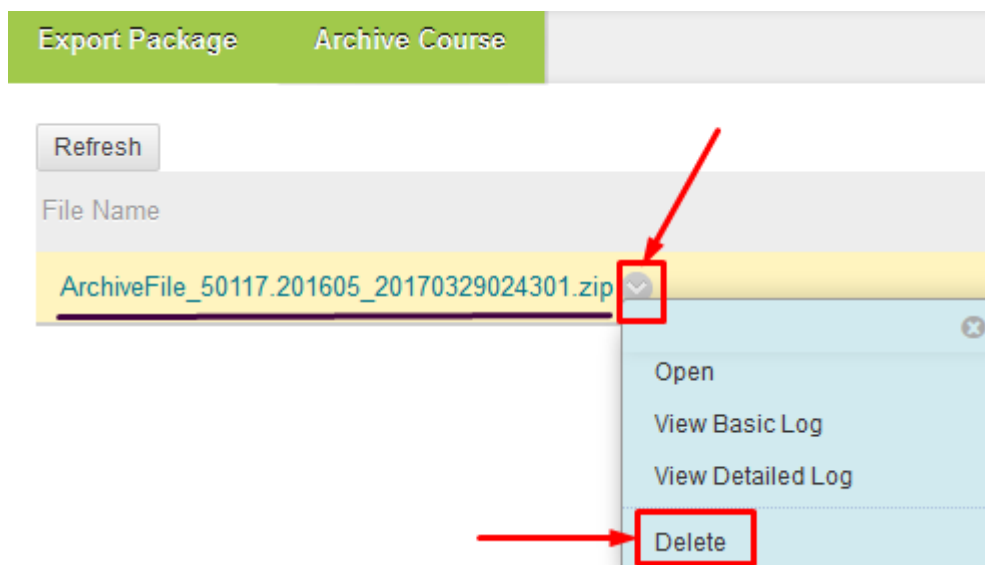 Export Package Archive Course
Refresh
File Name
ArchiveFile_50117.201605_20170329024301.zip
Open
View Basic Log
View Detailed Log
Delete